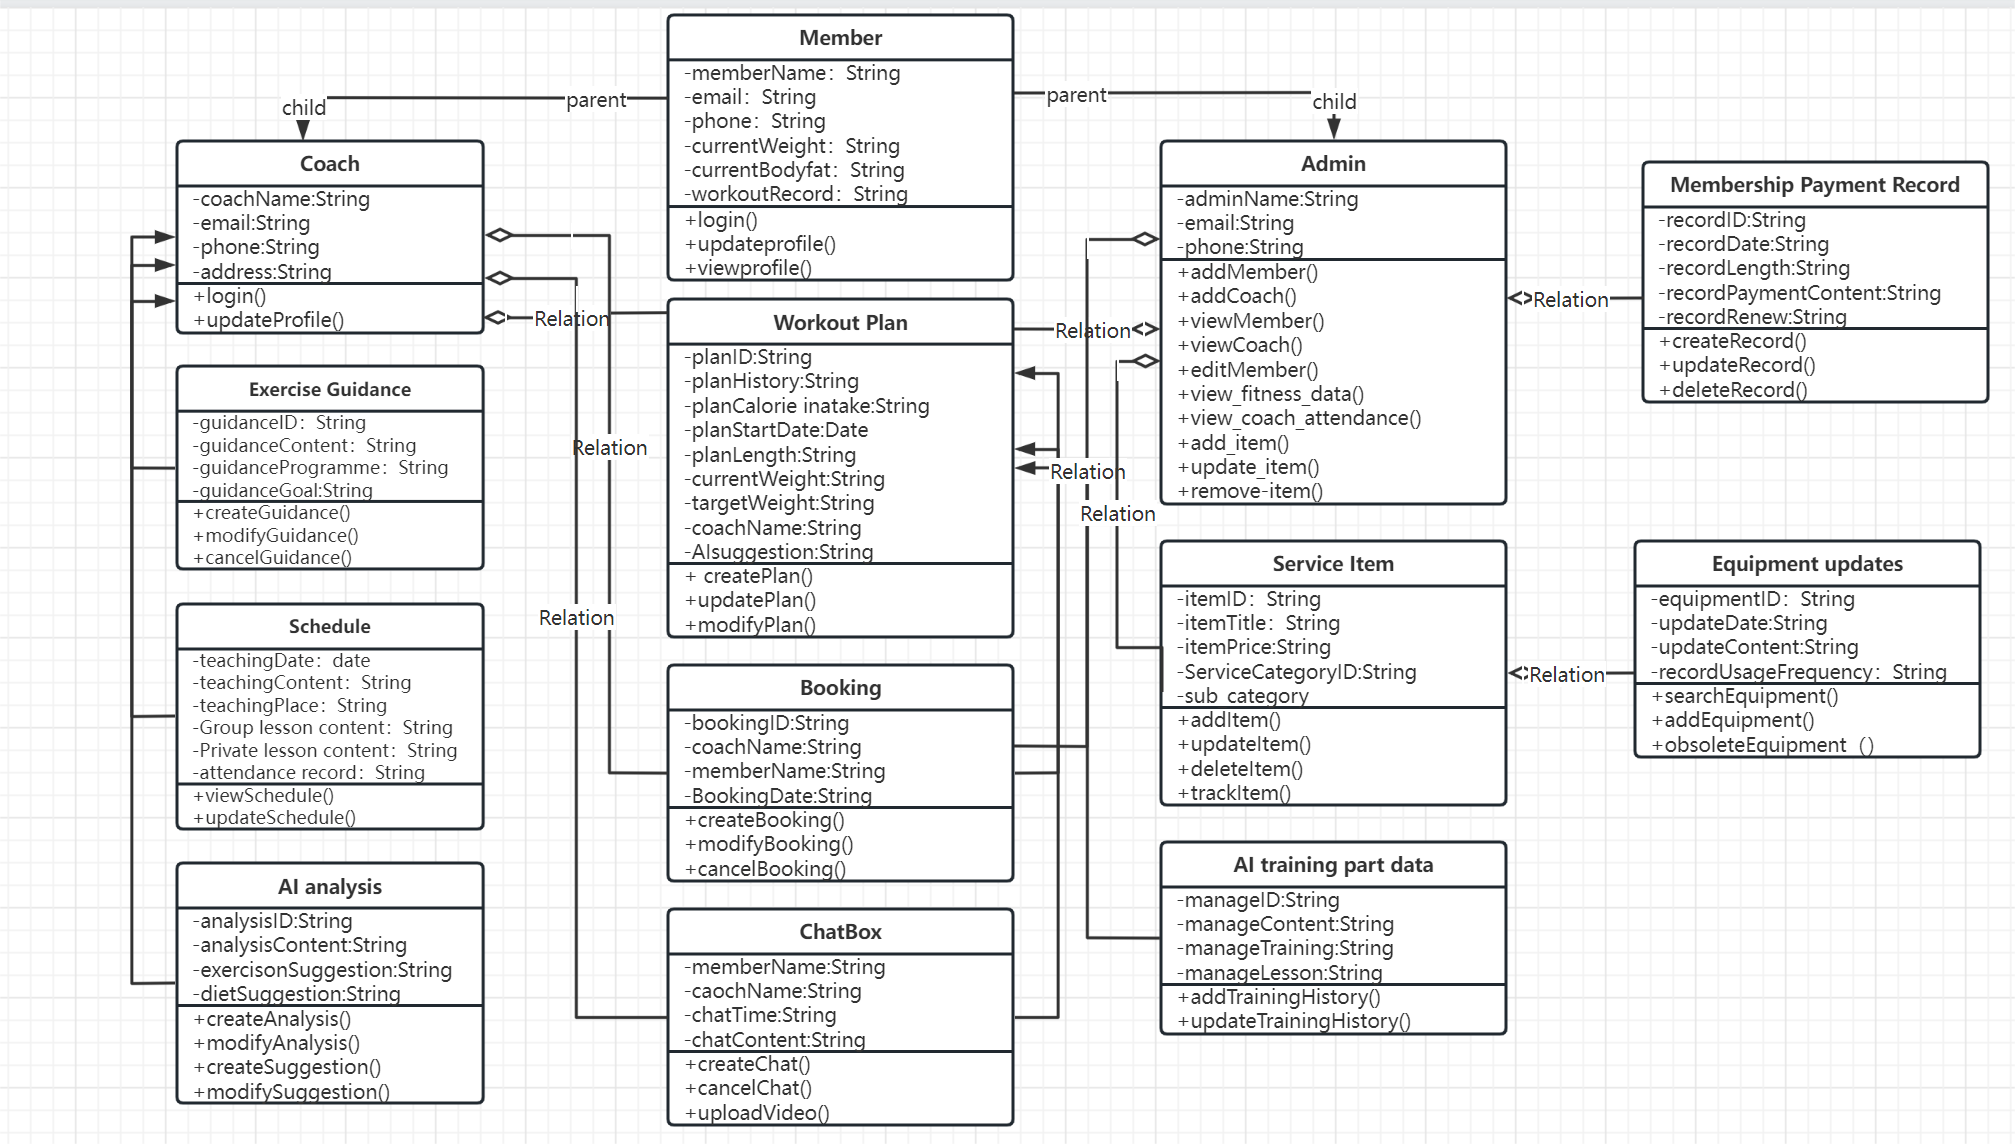 Member
-memberName：String
-email：String
-phone：String
-currentWeight：String
-currentBodyfat：String
-workoutRecord：String
+login()
+updateprofile()
+viewprofile()
parent
child
parent
child
Coach
-coachName:String
-email:String
-phone:String
-address:String
+login()
+updateProfile()
Relation
Relation
Relation
Exercise Guidance
-guidanceID：String
-guidanceContent：String
-guidanceProgramme：String
-guidanceGoal:String
+createGuidance()
+modifyGuidance()
+cancelGuidance()
Schedule
-teachingDate：date
-teachingContent：String
-teachingPlace：String
-Group lesson content：String
-Private lesson content：String
-attendance record：String
+viewSchedule()
+updateSchedule()
AI analysis
-analysisID:String
-analysisContent:String
-exercisonSuggestion:String
-dietSuggestion:String
+createAnalysis()
+modifyAnalysis()
+createSuggestion()
+modifySuggestion()
Workout Plan
-planID:String
-planHistory:String
-planCalorie inatake:String
-planStartDate:Date
-planLength:String
-currentWeight:String
-targetWeight:String
-coachName:String
-AIsuggestion:String
+ createPlan()
+updatePlan()
+modifyPlan()
Relation
Relation
Relation
Booking
-bookingID:String
-coachName:String
-memberName:String
-BookingDate:String
+createBooking()
+modifyBooking()
+cancelBooking()
ChatBox
-memberName:String
-caochName:String
-chatTime:String
-chatContent:String
+createChat()
+cancelChat()
+uploadVideo()
Admin
-adminName:String
-email:String
-phone:String
+addMember()
+addCoach()
+viewMember()
+viewCoach()
+editMember()
+view_fitness_data()
+view_coach_attendance()
+add_item()
+update_item()
+remove-item()
Relation
Membership Payment Record
-recordID:String
-recordDate:String
-recordLength:String
-recordPaymentContent:String
-recordRenew:String
+createRecord()
+updateRecord()
+deleteRecord()
Service Item
-itemID：String
-itemTitle：String
-itemPrice:String
-ServiceCategoryID:String
-sub_category
+addItem()
+updateItem()
+deleteItem()
+trackItem()
Relation
Equipment updates
-equipmentID：String
-updateDate:String
-updateContent:String
-recordUsageFrequency：String
+searchEquipment()
+addEquipment()
+obsoleteEquipment（）
AI training part data
-manageID:String
-manageContent:String
-manageTraining:String
-manageLesson:String
+addTrainingHistory()
+updateTrainingHistory()